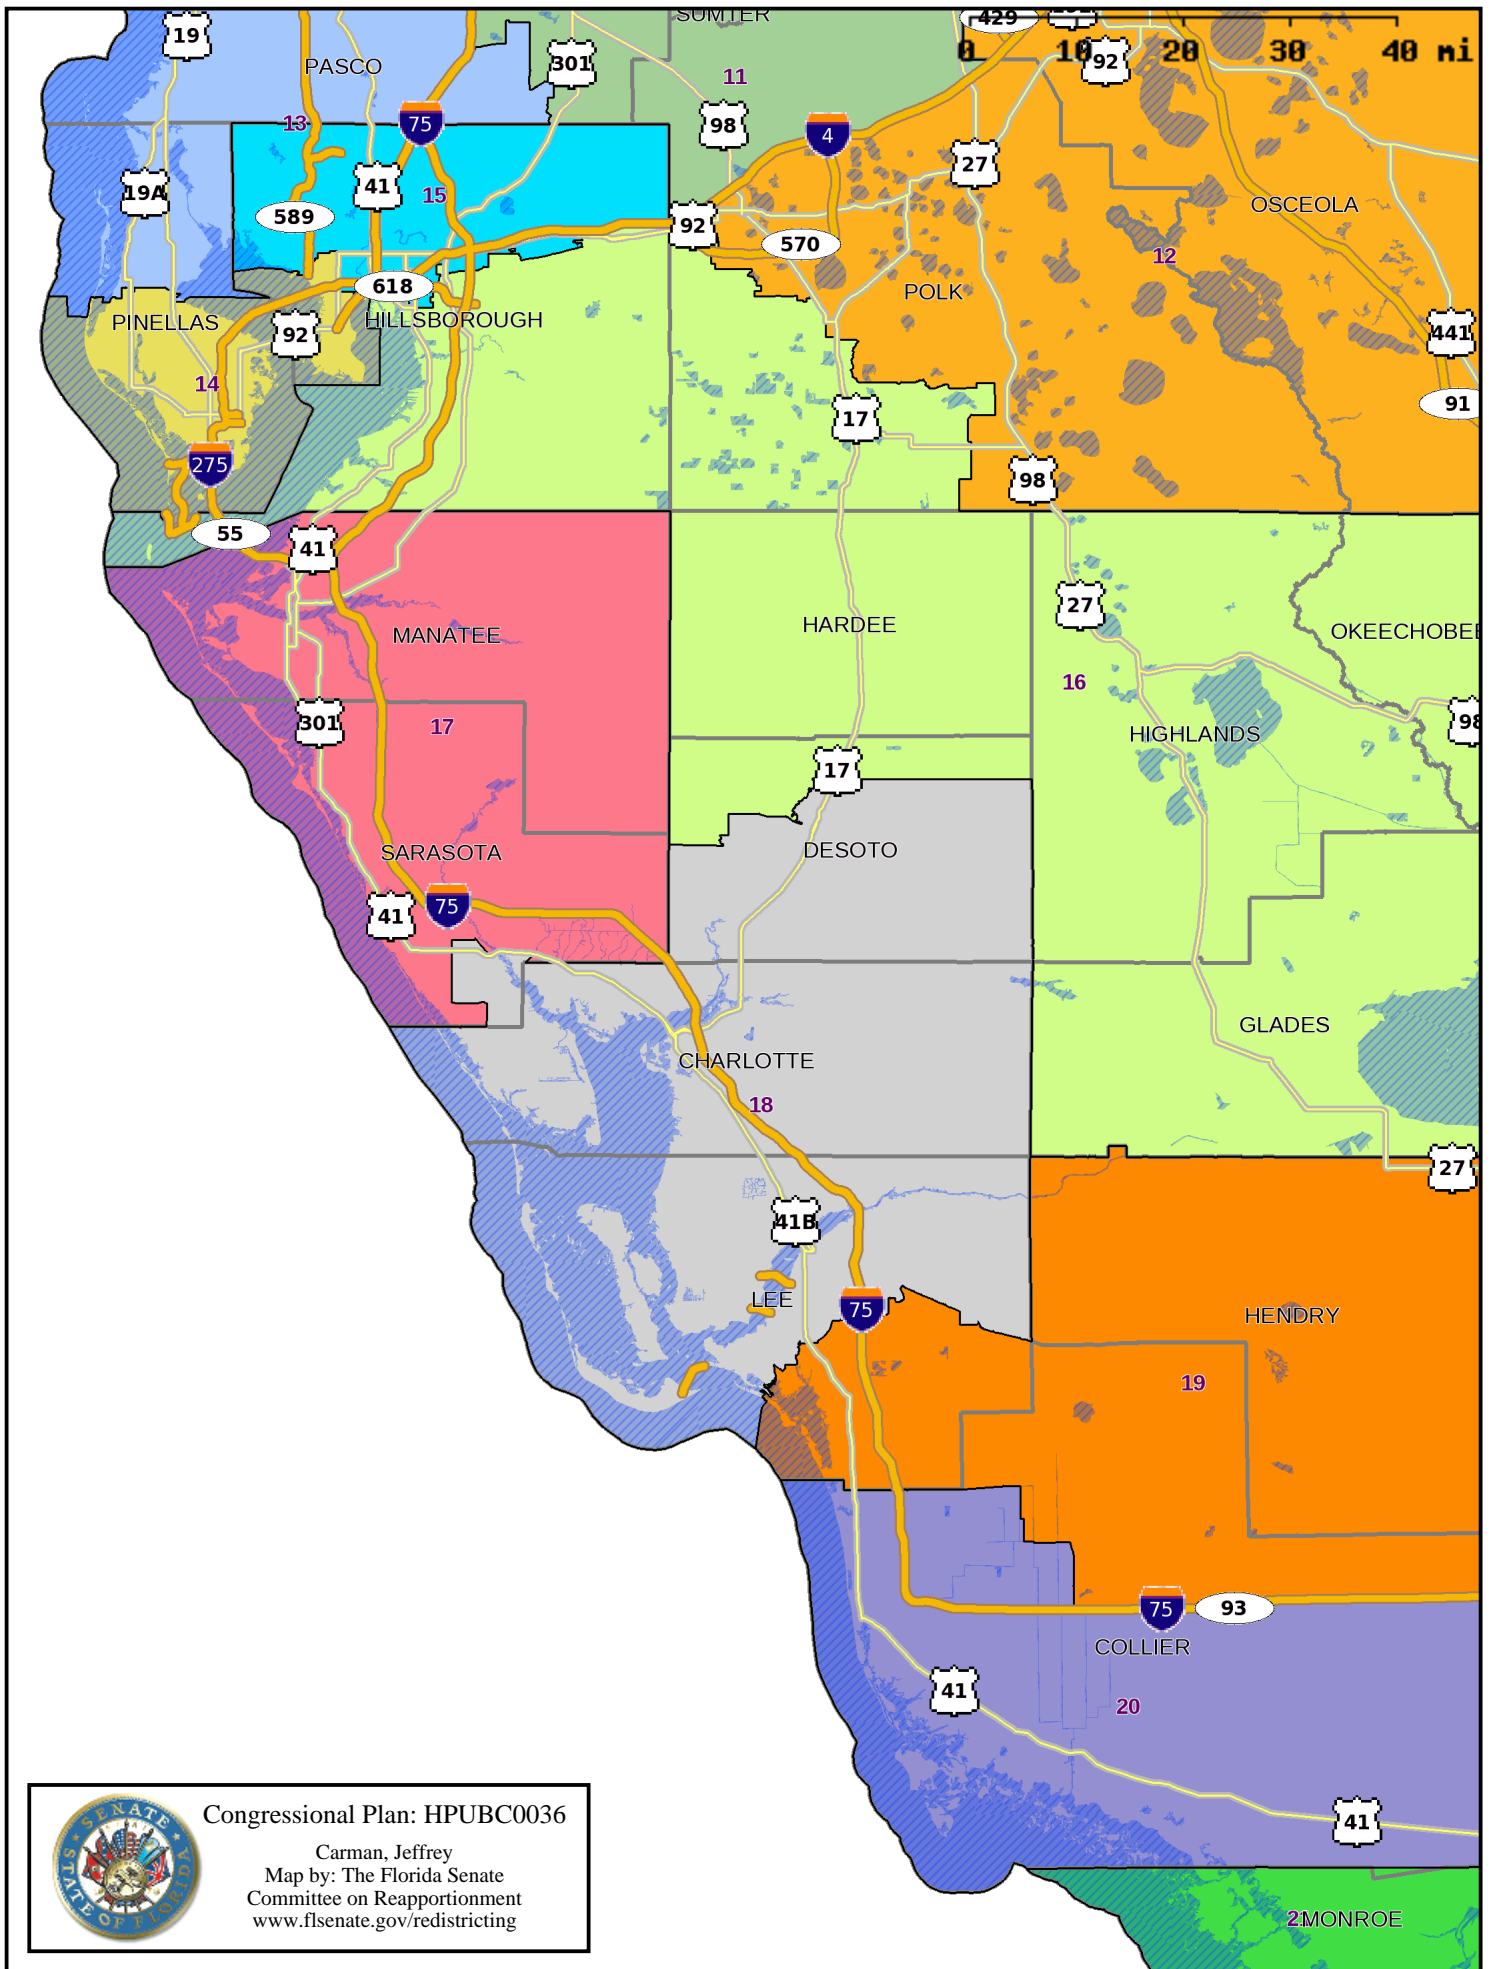 SUMTER
429
0 10 20 30 40 mi
19
PASCO
301
11
92
98
13
75
4
27
41
15
19A
589
92
570
OSCEOLA
12
618
POLK
PINELLAS
92
HILLSBOROUGH
441
14
91
17
275
98
55
41
27
MANATEE
HARDEE
OKEECHOBEE
16
301
17
98
HIGHLANDS
17
SARASOTA
DESOTO
41
75
GLADES
CHARLOTTE
18
27
41B
LEE
75
HENDRY
19
75
93
COLLIER
41
20
41
MONROE
SENATE
STATE OF FLORIDA
Congressional Plan: HPUBC0036
Carman, Jeffrey
Map by: The Florida Senate
Committee on Reapportionment
www.flsenate.gov/redistricting